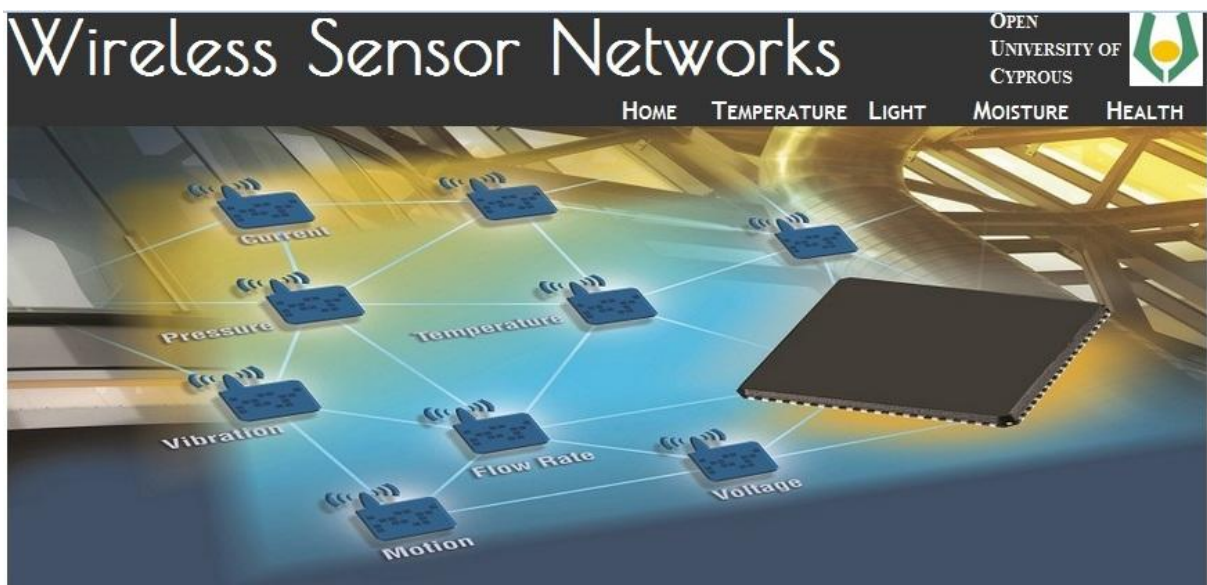 Wireless Sensor Networks
OPEN
UNIVERSITY OF
CYPROUS
HOME TEMPERATURE LIGHT MOISTURE HEALTH
Current
Pressure
Temperature
Vibration
Flow Rate
Voltage
Motion